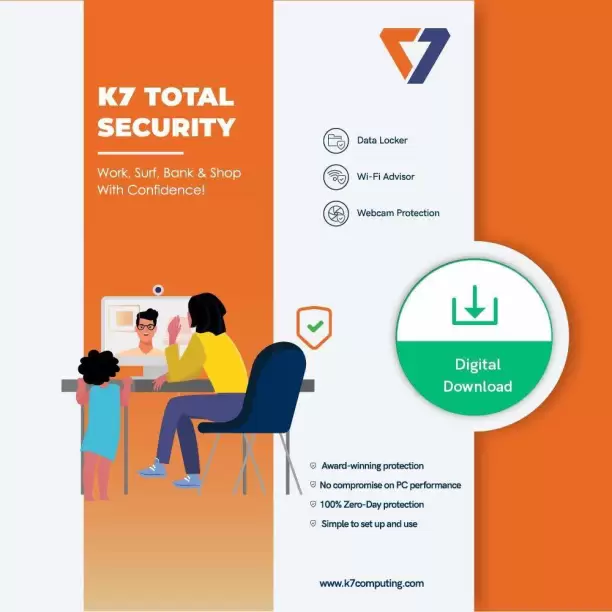 K7 TOTAL
SECURITY
Work, Surf, Bank & Shop
With Confidence!
Data Locker
Wi-Fi Advisor
Webcam Protection
Digital
Download
Award-winning protection
No compromise on PC performance
100% Zero-Day protection
Simple to set up and use
www.k7computing.com